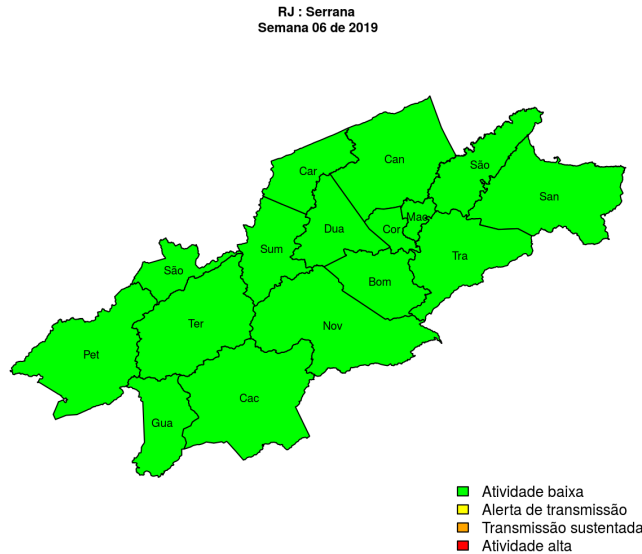 RJ : Serrana
Semana 06 de 2019
Can
São
Car
San
Mac
Dua
Cor
Sum
Tra
São
Bom
Ter
Nov
Pet
Cac
Gua
Atividade baixa
Alerta de transmissão
Transmissão sustentada
Atividade alta